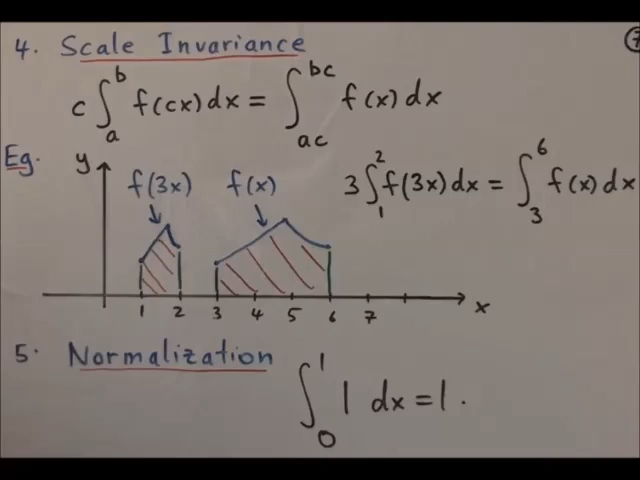 4. Scale Invariance
c ∫_a^b f(cx)dx = ∫_{ac}^{bc} f(x)dx
Eg.
y
f(3x) f(x)
3∫_1^2 f(3x)dx = ∫_3^6 f(x)dx
1 2 3 4 5 6 7
x
5. Normalization
∫_0^1 1 dx = 1.